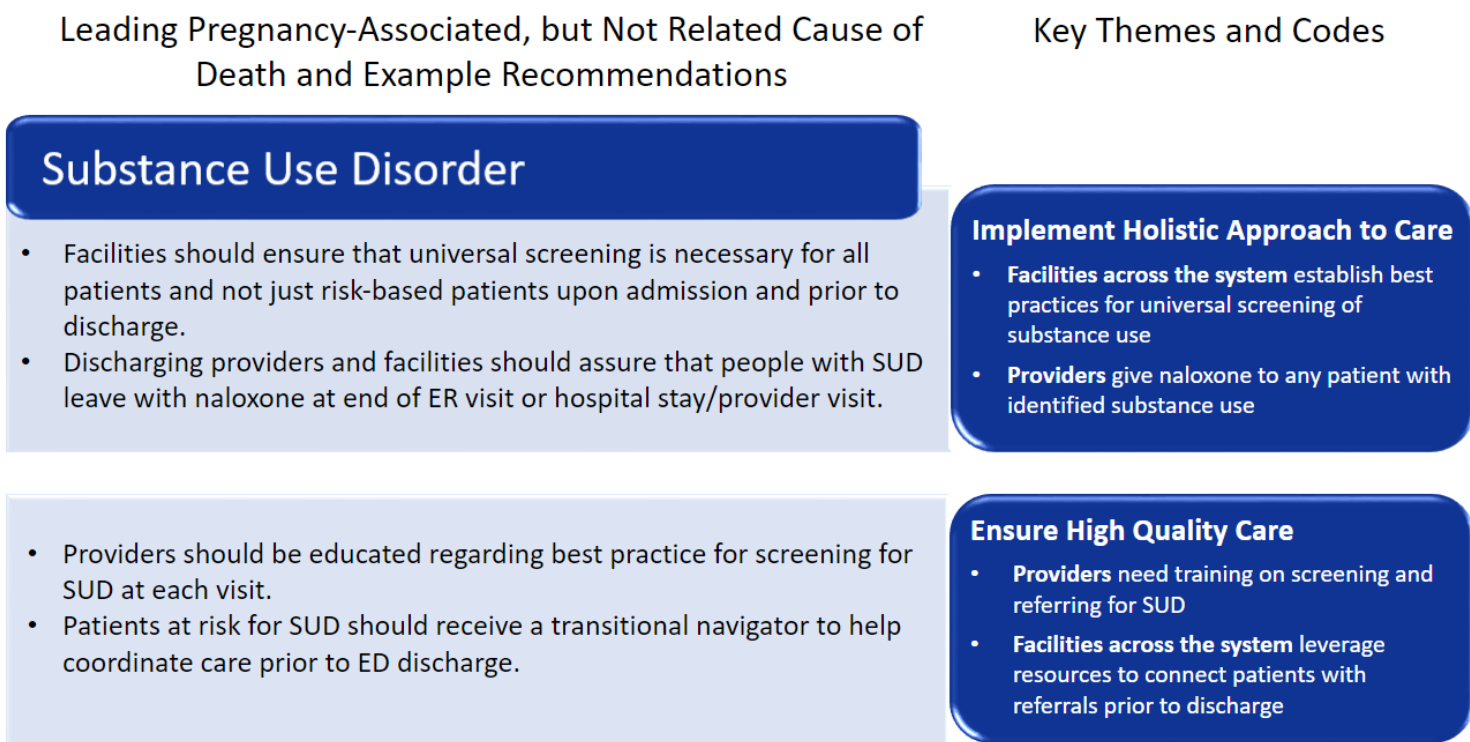 Leading Pregnancy-Associated, but Not Related Cause of
Death and Example Recommendations
Key Themes and Codes
Substance Use Disorder
• Facilities should ensure that universal screening is necessary for all
patients and not just risk-based patients upon admission and prior to
discharge.
• Discharging providers and facilities should assure that people with SUD
leave with naloxone at end of ER visit or hospital stay/provider visit.
Implement Holistic Approach to Care
• Facilities across the system establish best
practices for universal screening of
substance use
• Providers give naloxone to any patient with
identified substance use
• Providers should be educated regarding best practice for screening for
SUD at each visit.
• Patients at risk for SUD should receive a transitional navigator to help
coordinate care prior to ED discharge.
Ensure High Quality Care
• Providers need training on screening and
referring for SUD
• Facilities across the system leverage
resources to connect patients with
referrals prior to discharge